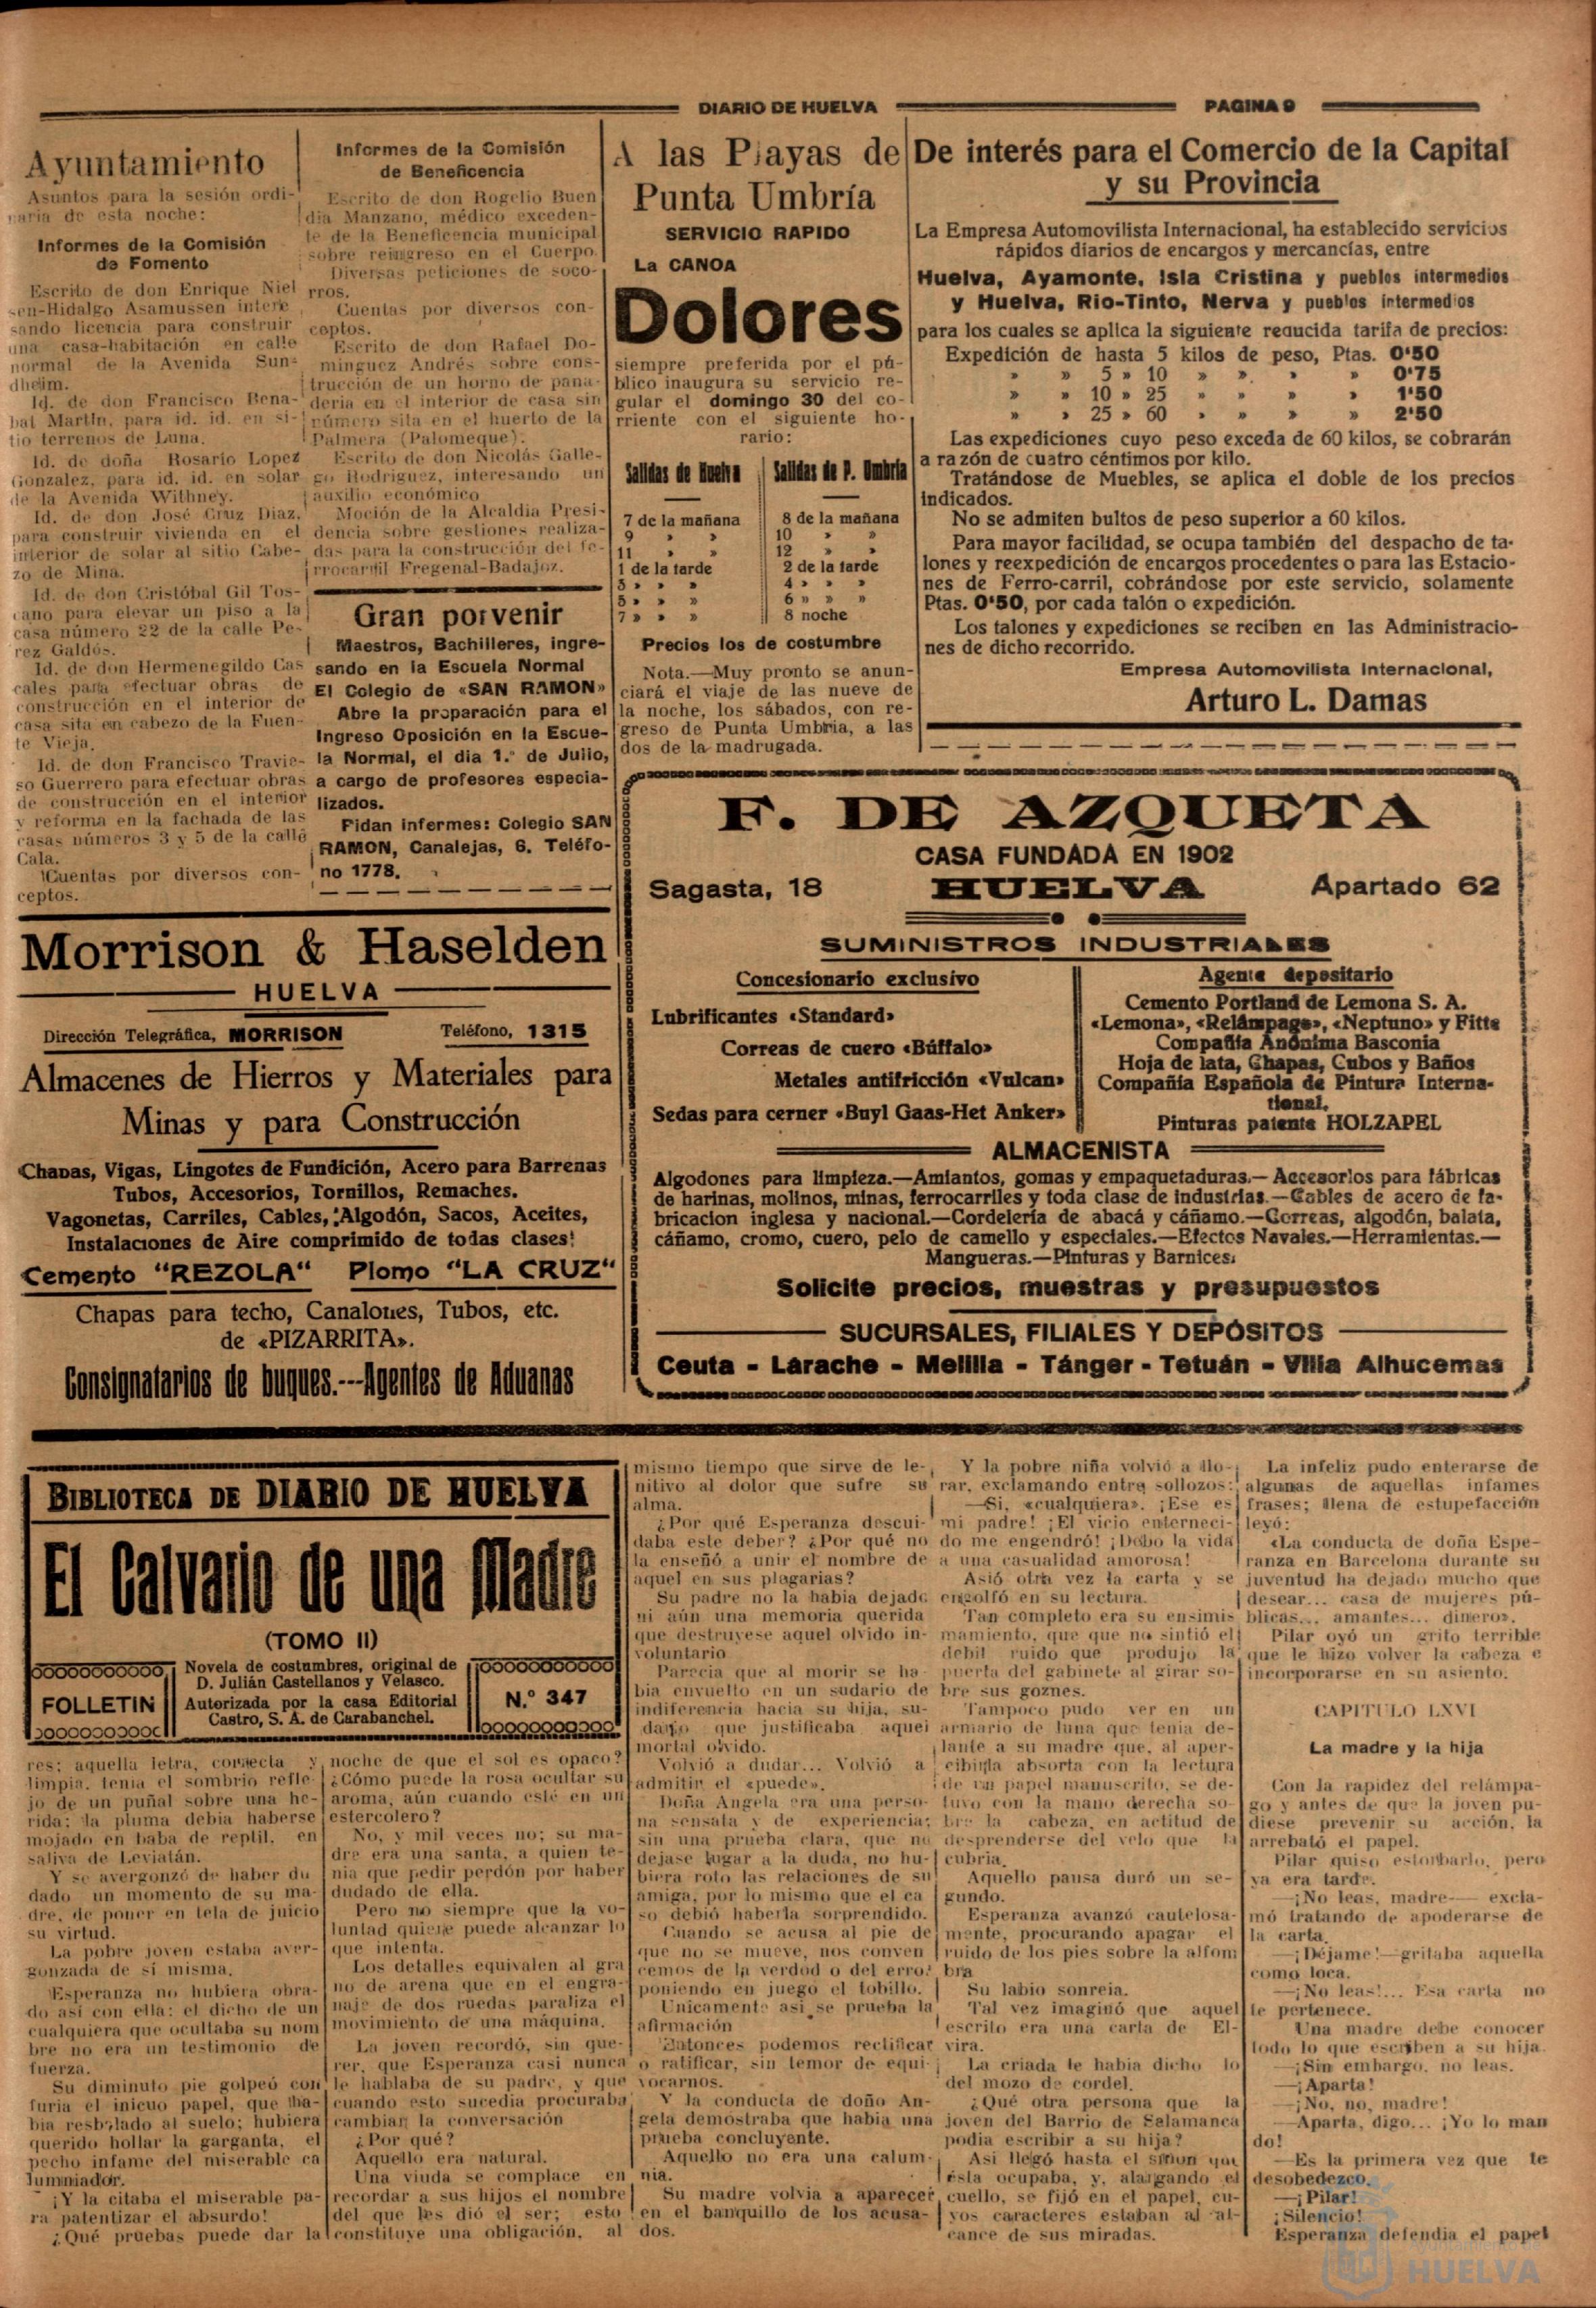 DIARIO DE HUELVA
PAGINA 9
Ayuntamiento
Asuntos para la sesión ordi-
naria de esta noche:
Informes de la Comisión
de Fomento
Escrito de don Enrique Niel
sen-Hidalgo Asamussen intere
sando licencia para construir
una casa-habitación en calle
normal de la Avenida Sun-
dheim.
Id. de don Francisco Bena-
bat Martín, para id. id. en si-
tio terrenos de Luna.
Id. de doña Rosario Lopez
Gonzalez, para id. id. en solar
de la Avenida Withney.
Id. de don José Cruz Diaz,
para construir vivienda en el
interior de solar al sitio Cabe-
zo de Mina.
Id. de don Cristóbal Gil Tos-
cano para elevar un piso a la
casa número 22 de la calle Pe-
rez Galdós.
Id. de don Hermenegildo Cas
cales para efectuar obras de
construcción en el interior de
casa sita en cabezo de la Fuen-
te Vieja.
Id. de don Francisco Travie-
so Guerrero para efectuar obras
de construcción en el interior
y reforma en la fachada de las
casas números 3 y 5 de la calle
Cala.
Cuentas por diversos con-
ceptos.
Informes de la Comisión
de Beneficencia
Escrito de don Rogelio Buen
dia Manzano, médico exceden-
te de la Beneficencia municipal
sobre reingreso en el Cuerpo.
Diversas peticiones de soco-
rros.
Cuentas por diversos con-
ceptos.
Escrito de don Rafael Do-
minguez Andrés sobre cons-
trucción de un horno de pana-
deria en el interior de casa sin
número sita en el huerto de la
Palmera (Palomeque).
Escrito de don Nicolás Galle-
go Rodriguez, interesando un
auxilio económico
Moción de la Alcaldia Presi-
dencia sobre gestiones realiza-
das para la construcción del fe-
rrocarril Fregenal-Badajoz.
Gran porvenir
Maestros, Bachilleres, ingre-
sando en la Escuela Normal
El Colegio de «SAN RAMON»
Abre la preparación para el
Ingreso Oposición en la Escue-
la Normal, el dia 1.º de Julio,
a cargo de profesores especia-
lizados.
Pidan infermes: Colegio SAN
RAMON, Canalejas, 6. Teléfo-
no 1778.
A las Playas de
Punta Umbría
SERVICIO RAPIDO
La CANOA
Dolores
siempre preferida por el pú-
blico inaugura su servicio re-
gular el domingo 30 del co-
rriente con el siguiente ho-
rario:
Salidas de Huelva Salidas de P. Umbría
7 de la mañana 8 de la mañana
9 » » 10 » »
11 » » 12 » »
1 de la tarde 2 de la tarde
3 » » » 4 » » »
5 » » » 6 » » »
7 » » » 8 noche
Precios los de costumbre
Nota.—Muy pronto se anun-
ciará el viaje de las nueve de
la noche, los sábados, con re-
greso de Punta Umbria, a las
dos de la madrugada.
De interés para el Comercio de la Capital
y su Provincia
La Empresa Automovilista Internacional, ha establecido servicios
rápidos diarios de encargos y mercancías, entre
Huelva, Ayamonte, Isla Cristina y pueblos intermedios
y Huelva, Rio-Tinto, Nerva y pueblos intermedios
para los cuales se aplica la siguiente reducida tarifa de precios:
Expedición de hasta 5 kilos de peso, Ptas. 0'50
» » 5 » 10 » » » » 0'75
» » 10 » 25 » » » » 1'50
» » 25 » 60 » » » » 2'50
Las expediciones cuyo peso exceda de 60 kilos, se cobrarán
a razón de cuatro céntimos por kilo.
Tratándose de Muebles, se aplica el doble de los precios
indicados.
No se admiten bultos de peso superior a 60 kilos.
Para mayor facilidad, se ocupa también del despacho de ta-
lones y reexpedición de encargos procedentes o para las Estacio-
nes de Ferro-carril, cobrándose por este servicio, solamente
Ptas. 0'50, por cada talón o expedición.
Los talones y expediciones se reciben en las Administracio-
nes de dicho recorrido.
Empresa Automovilista Internacional,
Arturo L. Damas
Morrison & Haselden
HUELVA
Dirección Telegráfica, MORRISON Teléfono, 1315
Almacenes de Hierros y Materiales para
Minas y para Construcción
Chapas, Vigas, Lingotes de Fundición, Acero para Barrenas
Tubos, Accesorios, Tornillos, Remaches.
Vagonetas, Carriles, Cables, Algodón, Sacos, Aceites,
Instalaciones de Aire comprimido de todas clases!
Cemento "REZOLA" Plomo "LA CRUZ"
Chapas para techo, Canalones, Tubos, etc.
de «PIZARRITA».
Consignatarios de buques.---Agentes de Aduanas
F. DE AZQUETA
CASA FUNDADA EN 1902
Sagasta, 18 HUELVA Apartado 62
SUMINISTROS INDUSTRIALES
Concesionario exclusivo
Lubrificantes «Standard»
Correas de cuero «Búffalo»
Metales antifricción «Vulcan»
Sedas para cerner «Buyl Gaas-Het Anker»
Agente depositario
Cemento Portland de Lemona S. A.
«Lemona», «Relámpago», «Neptuno» y Fitte
Compañía Anónima Basconia
Hoja de lata, Chapas, Cubos y Baños
Compañía Española de Pintura Interna-
tional.
Pinturas patente HOLZAPEL
ALMACENISTA
Algodones para limpieza.—Amiantos, gomas y empaquetaduras.—Accesorios para fábricas
de harinas, molinos, minas, ferrocarriles y toda clase de industrias.—Cables de acero de fa-
bricacion inglesa y nacional.—Cordelería de abacá y cáñamo.—Correas, algodón, balata,
cáñamo, cromo, cuero, pelo de camello y especiales.—Efectos Navales.—Herramientas.—
Mangueras.—Pinturas y Barnices.
Solicite precios, muestras y presupuestos
SUCURSALES, FILIALES Y DEPÓSITOS
Ceuta - Larache - Melilla - Tánger - Tetuán - Villa Alhucemas
BIBLIOTECA DE DIARIO DE HUELVA
El Calvario de una Madre
(TOMO II)
FOLLETIN
Novela de costumbres, original de
D. Julián Castellanos y Velasco.
Autorizada por la casa Editorial
Castro, S. A. de Carabanchel.
N.º 347
res; aquella letra, correcta y
limpia. tenia el sombrio refle-
jo de un puñal sobre una he-
rida; la pluma debia haberse
mojado en baba de reptil, en
saliva de Leviatán.
Y se avergonzó de haber du
dado un momento de su ma-
dre, de poner en tela de juicio
su virtud.
La pobre joven estaba aver-
gonzada de sí misma.
Esperanza no hubiera obra-
do así con ella: el dicho de un
cualquiera que ocultaba su nom
bre no era un testimonio de
fuerza.
Su diminuto pie golpeó con
furia el inicuo papel, que ha-
bia resbalado al suelo; hubiera
querido hollar la garganta, el
pecho infame del miserable ca
lumniador.
¡Y la citaba el miserable pa-
ra patentizar el absurdo!
¿Qué pruebas puede dar la
noche de que el sol es opaco?
¿Cómo puede la rosa ocultar su
aroma, aún cuando esté en un
estercolero?
No, y mil veces no; su ma-
dre era una santa, a quien te-
nia que pedir perdón por haber
dudado de ella.
Pero no siempre que la vo-
luntad quiere puede alcanzar lo
que intenta.
Los detalles equivalen al gra
no de arena que en el engra-
naje de dos ruedas paraliza el
movimiento de una máquina.
La joven recordó, sin que-
rer, que Esperanza casi nunca
le hablaba de su padre, y que
cuando esto sucedia procuraba
cambiar la conversación
¿Por qué?
Aquello era natural.
Una viuda se complace en
recordar a sus hijos el nombre
del que les dió el ser; esto
constituye una obligación, al
mismo tiempo que sirve de le-
nitivo al dolor que sufre su
alma.
¿Por qué Esperanza descui-
daba este deber? ¿Por qué no
la enseñó a unir el nombre de
aquel en sus plagarias?
Su padre no la habia dejado
ni aún una memoria querida
que destruyese aquel olvido in-
voluntario
Parecia que al morir se ha-
bia envuelto en un sudario de
indiferencia hacia su hija, su-
dario que justificaba aquel
mortal olvido.
Volvió a dudar... Volvió a
admitir el «puede».
Doña Angela era una perso-
na sensata y de experiencia;
sin una prueba clara, que no
dejase lugar a la duda, no hu-
biera roto las relaciones de su
amiga, por lo mismo que el ca
so debió haberla sorprendido.
Cuando se acusa al pie de
que no se mueve, nos conven
cemos de la verdod o del error
poniendo en juego el tobillo.
Unicamente asi se prueba la
afirmación
Entonces podemos rectificar
o ratificar, sin temor de equi-
vocarnos.
Y la conducta de doño An-
gela demostraba que habia una
prueba concluyente.
Aquello no era una calum-
nia.
Su madre volvia a aparecer
en el banquillo de los acusa-
dos.
Y la pobre niña volvió a llo-
rar, exclamando entre sollozos:
—Si, «cualquiera». ¡Ese es
mi padre! ¡El vicio enterneci-
do me engendró! ¡Debo la vida
a una casualidad amorosa!
Asió otra vez la carta y se
engolfó en su lectura.
Tan completo era su ensimis
mamiento, que que no sintió el
debil ruido que produjo la
puerta del gabinete al girar so-
bre sus goznes.
Tampoco pudo ver en un
armario de luna que tenia de-
lante a su madre que, al aper-
cibirla absorta con la lectura
de un papel manuscrito, se de-
tuvo con la mano derecha so-
bre la cabeza, en actitud de
desprenderse del velo que la
cubria.
Aquello pausa duró un se-
gundo.
Esperanza avanzó cautelosa-
mente, procurando apagar el
ruido de los pies sobre la alfom
bra
Su labio sonreia.
Tal vez imaginó que aquel
escrito era una carta de El-
vira.
La criada le habia dicho lo
del mozo de cordel.
¿Qué otra persona que la
joven del Barrio de Salamanca
podia escribir a su hija?
Asi llegó hasta el sillon que
ésta ocupaba, y, alargando el
cuello, se fijó en el papel, cu-
yos caracteres estaban al al-
cance de sus miradas.
La infeliz pudo enterarse de
algunas de aquellas infames
frases; llena de estupefacción
leyó:
«La conducta de doña Espe-
ranza en Barcelona durante su
juventud ha dejado mucho que
desear... casa de mujeres pú-
blicas... amantes... dinero».
Pilar oyó un grito terrible
que le hizo volver la cabeza e
incorporarse en su asiento.
CAPITULO LXVI
La madre y la hija
Con la rapidez del relámpa-
go y antes de que la joven pu-
diese prevenir su acción, la
arrebató el papel.
Pilar quiso estorbarlo, pero
ya era tarde.
—¡No leas, madre—- excla-
mó tratando de apoderarse de
la carta.
—¡Déjame!—gritaba aquella
como loca.
—¡No leas!... Esa carta no
te pertenece.
Una madre debe conocer
todo lo que escriben a su hija.
—¡Sin embargo, no leas.
—¡Aparta!
—¡No, no, madre!
—Aparta, digo... ¡Yo lo man
do!
—Es la primera vez que te
desobedezco.
—¡Pilar!
¡Silencio!
Esperanza defendia el papel
HUELVA